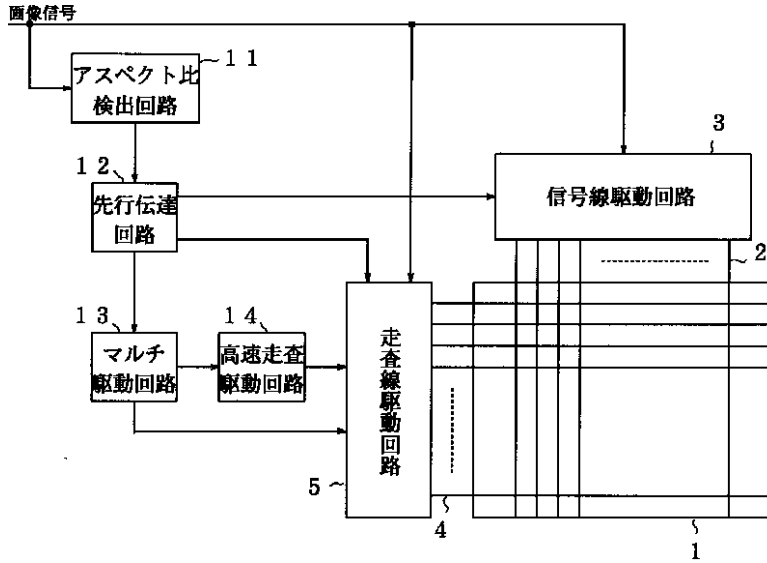 画像信号
１１
アスペクト比
検出回路
１２
先行伝達
回路
３
信号線駆動回路
２
１３
マルチ
駆動回路
１４
高速走査
駆動回路
走査線駆動回路
５
４
１